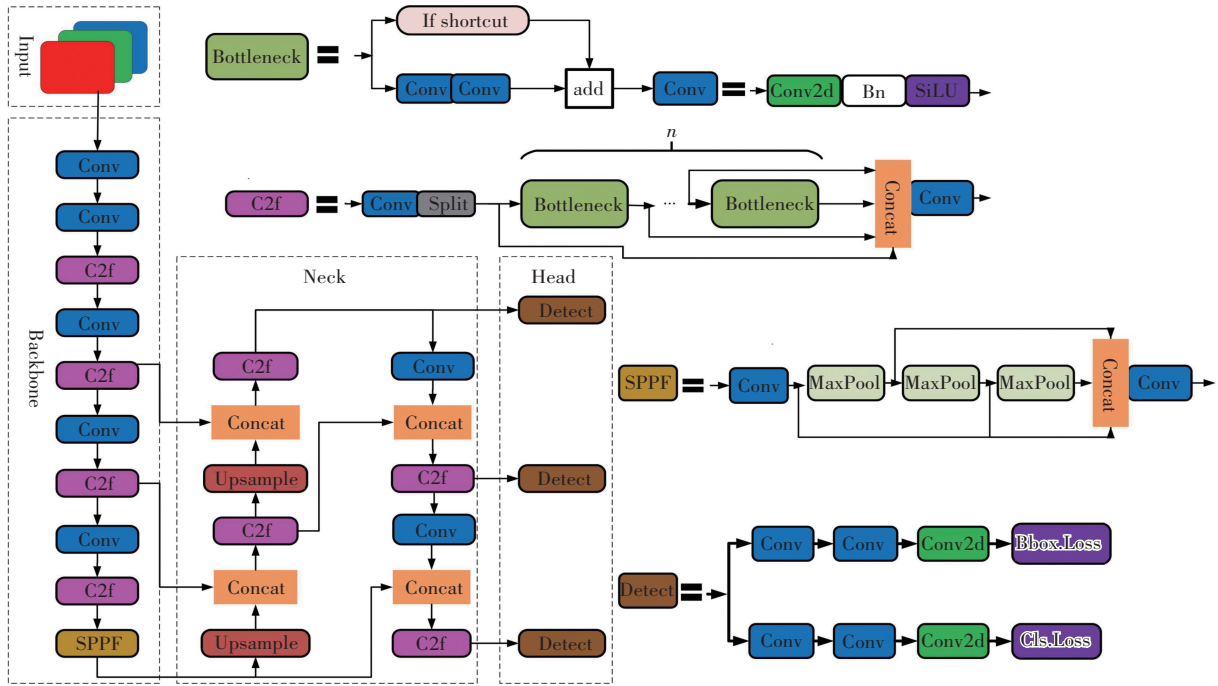 Input
Backbone
Conv
Conv
C2f
Conv
C2f
Conv
C2f
Conv
C2f
SPPF
Neck
C2f
Concat
Upsample
C2f
Concat
Upsample
Conv
Concat
C2f
Conv
Concat
C2f
Head
Detect
Detect
Detect
Bottleneck =
If shortcut
Conv Conv add Conv = Conv2d Bn SiLU
n
C2f = Conv Split Bottleneck ... Bottleneck Concat Conv
SPPF = Conv MaxPool MaxPool MaxPool Concat Conv
Detect =
Conv Conv Conv2d Bbox.Loss
Conv Conv Conv2d Cls.Loss